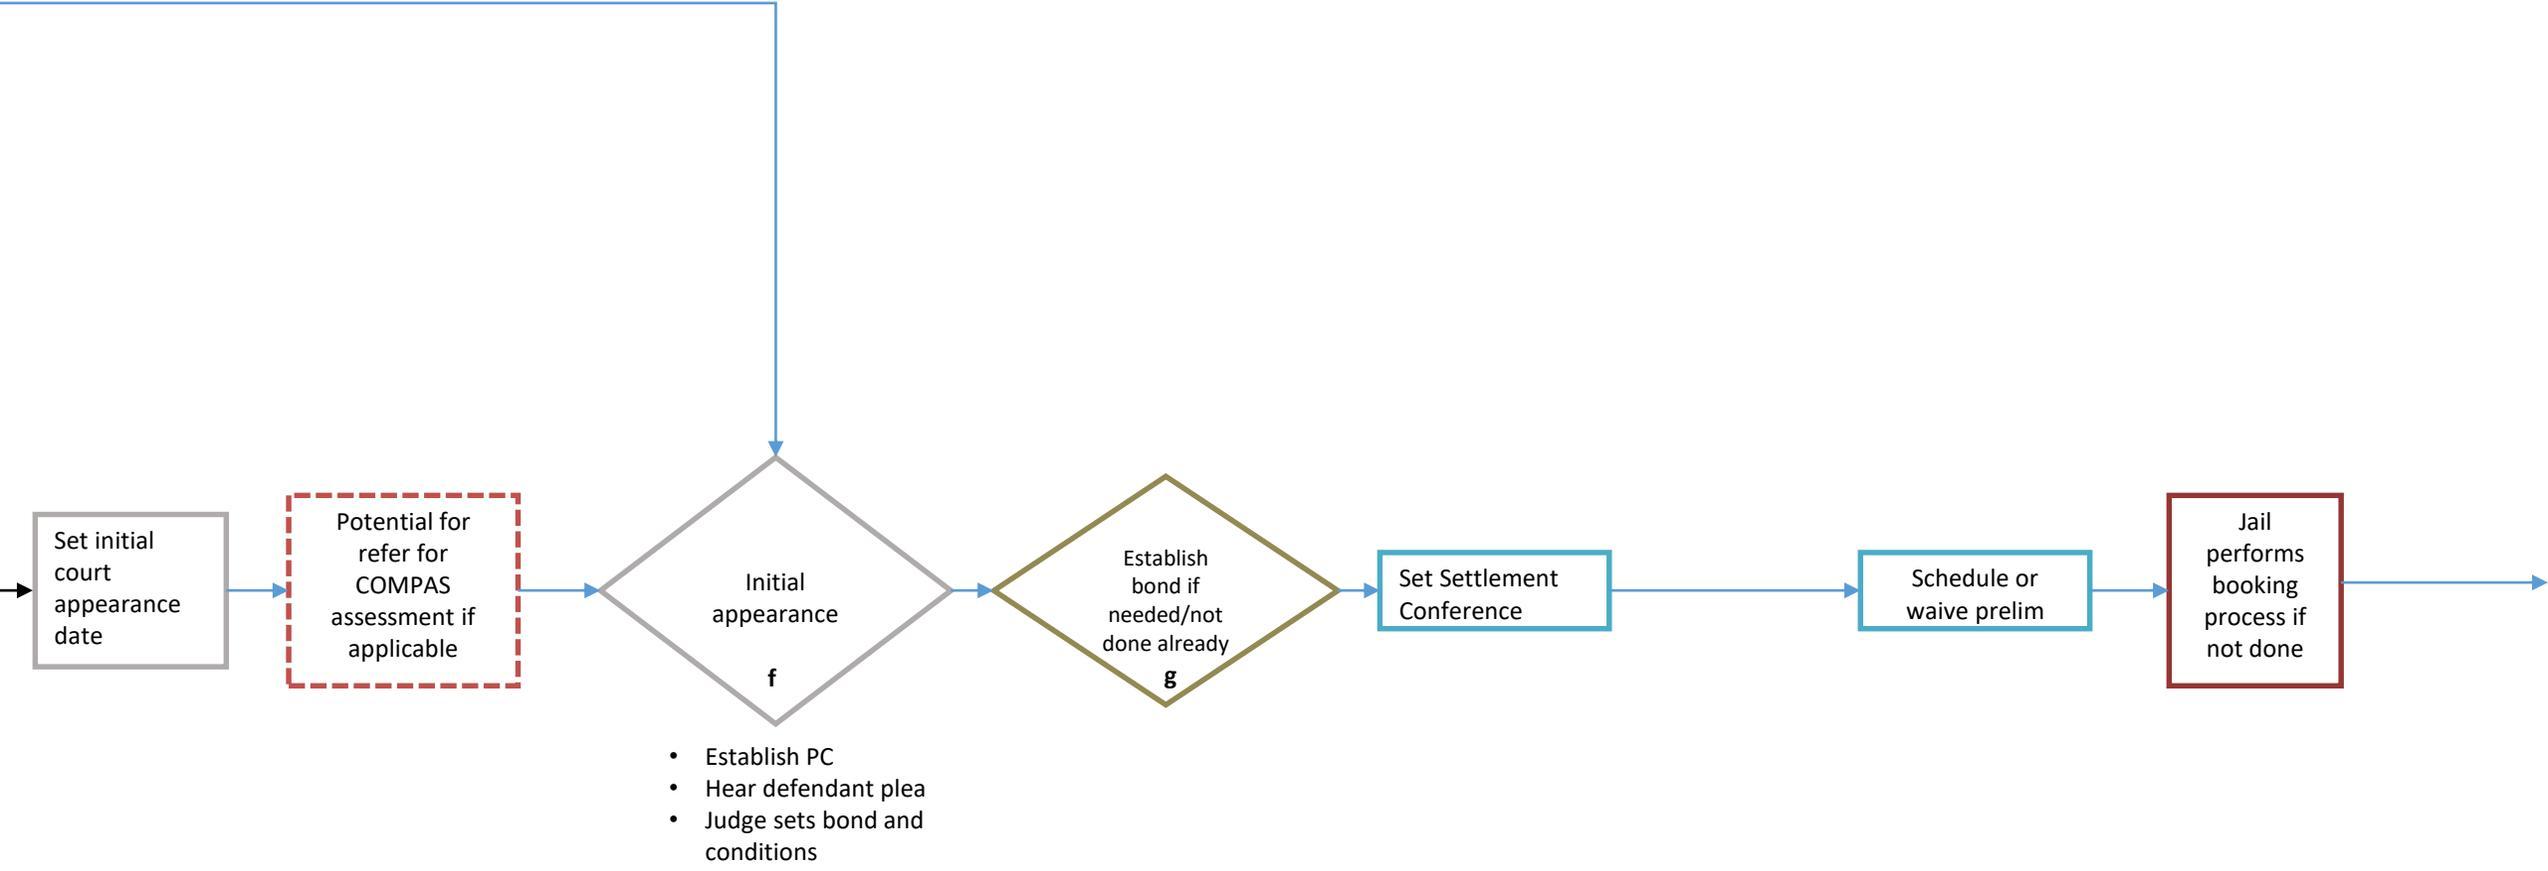 Set initial
court
appearance
date
Potential for
refer for
COMPAS
assessment if
applicable
Initial
appearance
f
• Establish PC
• Hear defendant plea
• Judge sets bond and
conditions
Establish
bond if
needed/not
done already
g
Set Settlement
Conference
Schedule or
waive prelim
Jail
performs
booking
process if
not done